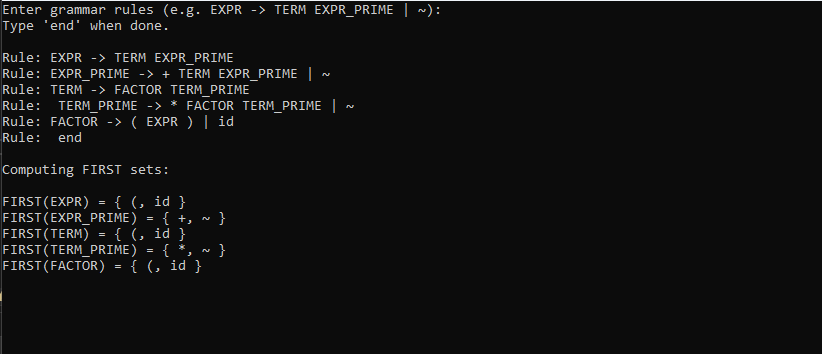 Enter grammar rules (e.g. EXPR -> TERM EXPR_PRIME | ~):
Type 'end' when done.
Rule: EXPR -> TERM EXPR_PRIME
Rule: EXPR_PRIME -> + TERM EXPR_PRIME | ~
Rule: TERM -> FACTOR TERM_PRIME
Rule:  TERM_PRIME -> * FACTOR TERM_PRIME | ~
Rule: FACTOR -> ( EXPR ) | id
Rule:  end
Computing FIRST sets:
FIRST(EXPR) = { (, id }
FIRST(EXPR_PRIME) = { +, ~ }
FIRST(TERM) = { (, id }
FIRST(TERM_PRIME) = { *, ~ }
FIRST(FACTOR) = { (, id }